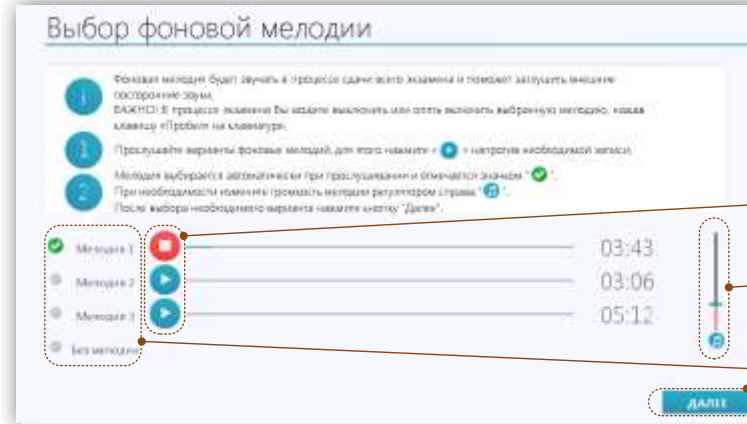 Выбор фоновой мелодии
i
Фоновая мелодия будет звучать в процессе сдачи всего экзамена и поможет заглушить внешние
посторонние звуки.
ВАЖНО! В процессе экзамена Вы можете выключить или опять включить выбранную мелодию, нажав
клавишу «Пробел» на клавиатуре.
1
Прослушайте варианты фоновых мелодий, для этого нажмите « » напротив необходимой записи.
2
Мелодия выбирается автоматически при прослушивании и отмечается значком " ".
При необходимости измените громкость мелодии регулятором справа " ".
После выбора необходимого варианта нажмите кнопку "Далее".
Мелодия 1 03:43
Мелодия 2 03:06
Мелодия 3 05:12
Без мелодии
ДАЛЕЕ